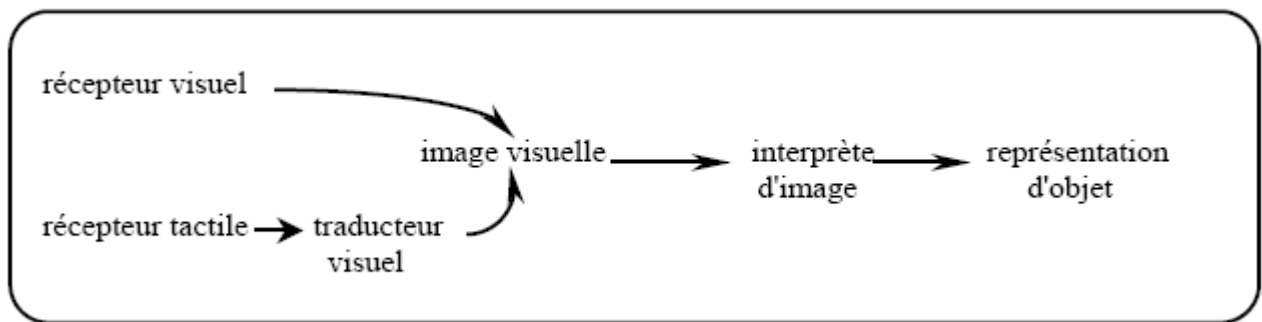 récepteur visuel
image visuelle
interprète
d'image
représentation
d'objet
récepteur tactile
traducteur
visuel